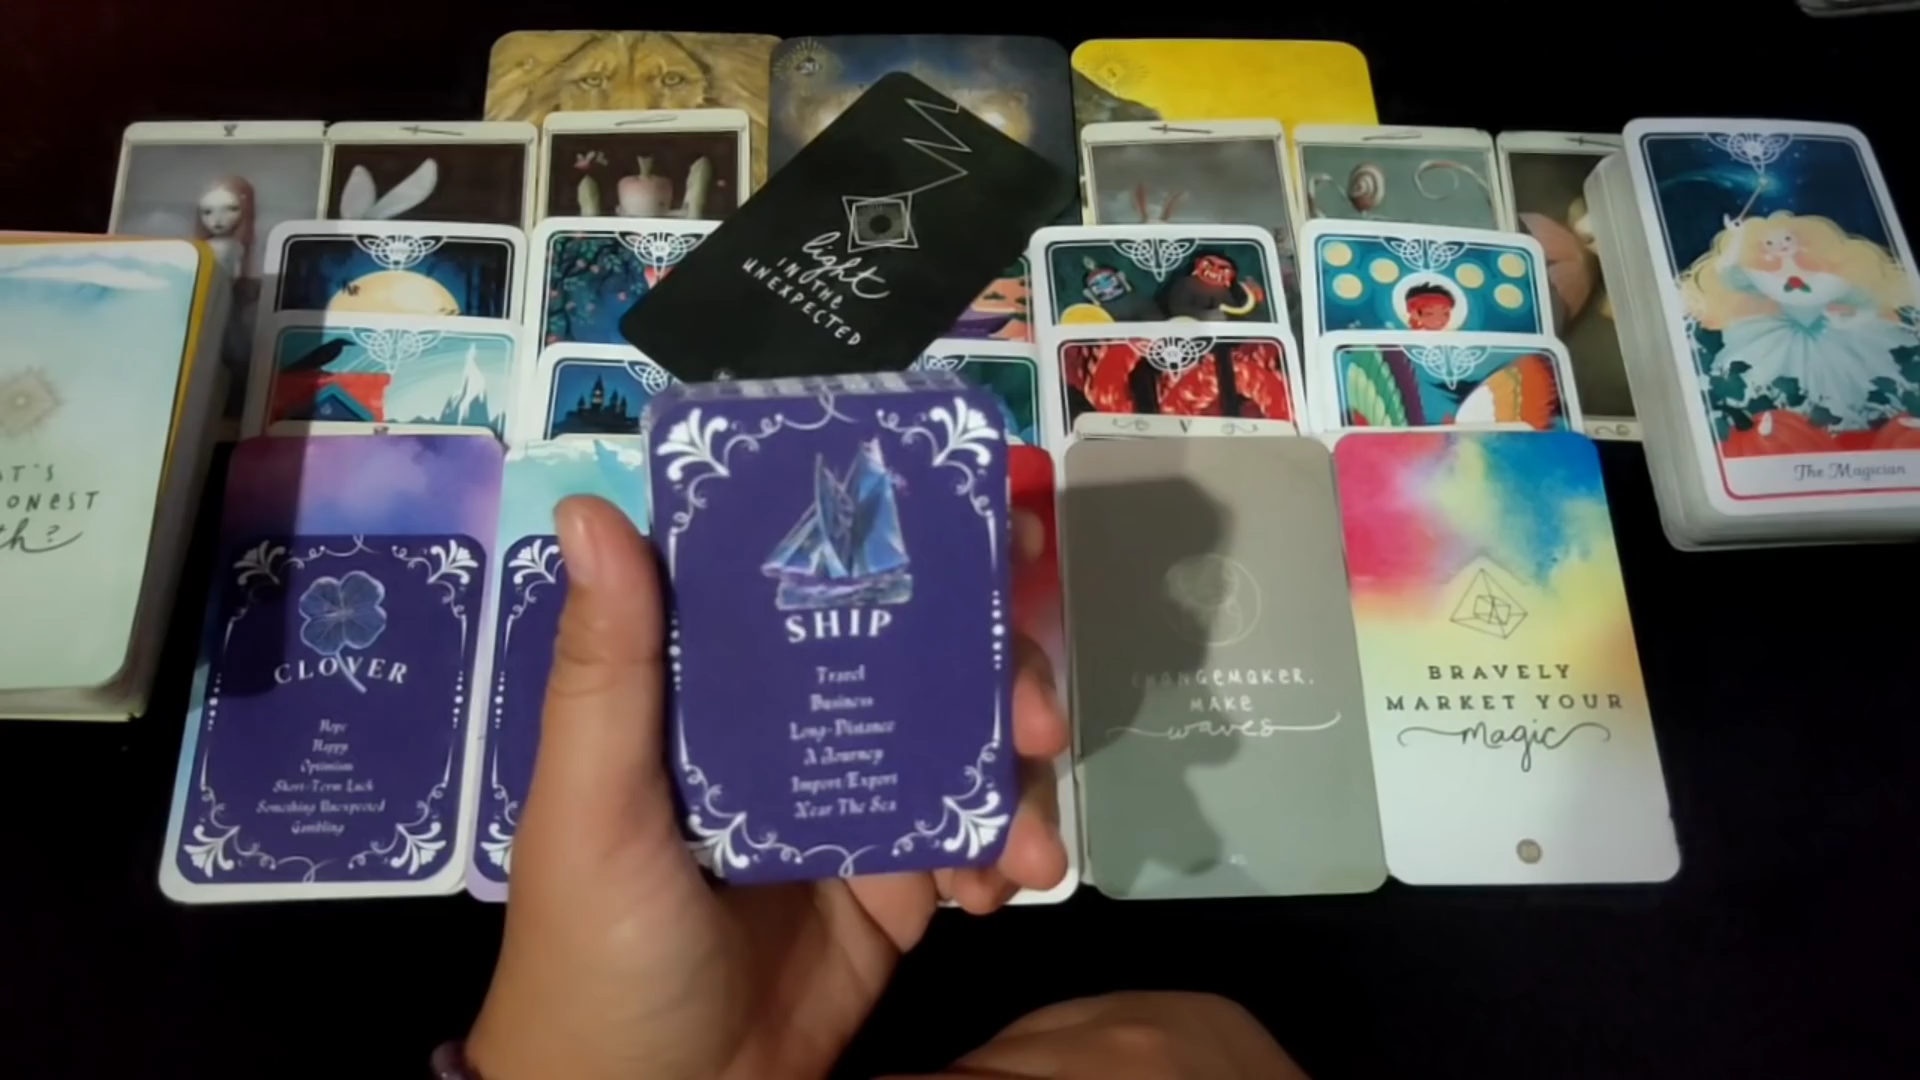 light
IN THE
UNEXPECTED
The Magician
ONEST
SHIP
Travel
Business
Long-Distance
A Journey
Import/Export
Near The Sea
CLOVER
Hope
Happy
Optimism
Short-Term Luck
Something Unexpected
Gambling
V
CHANGEMAKER.
MAKE
waves
BRAVELY
MARKET YOUR
magic